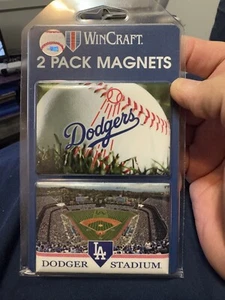 WINCRAFT.
2 PACK MAGNETS
Dodgers
LA
DODGER STADIUM